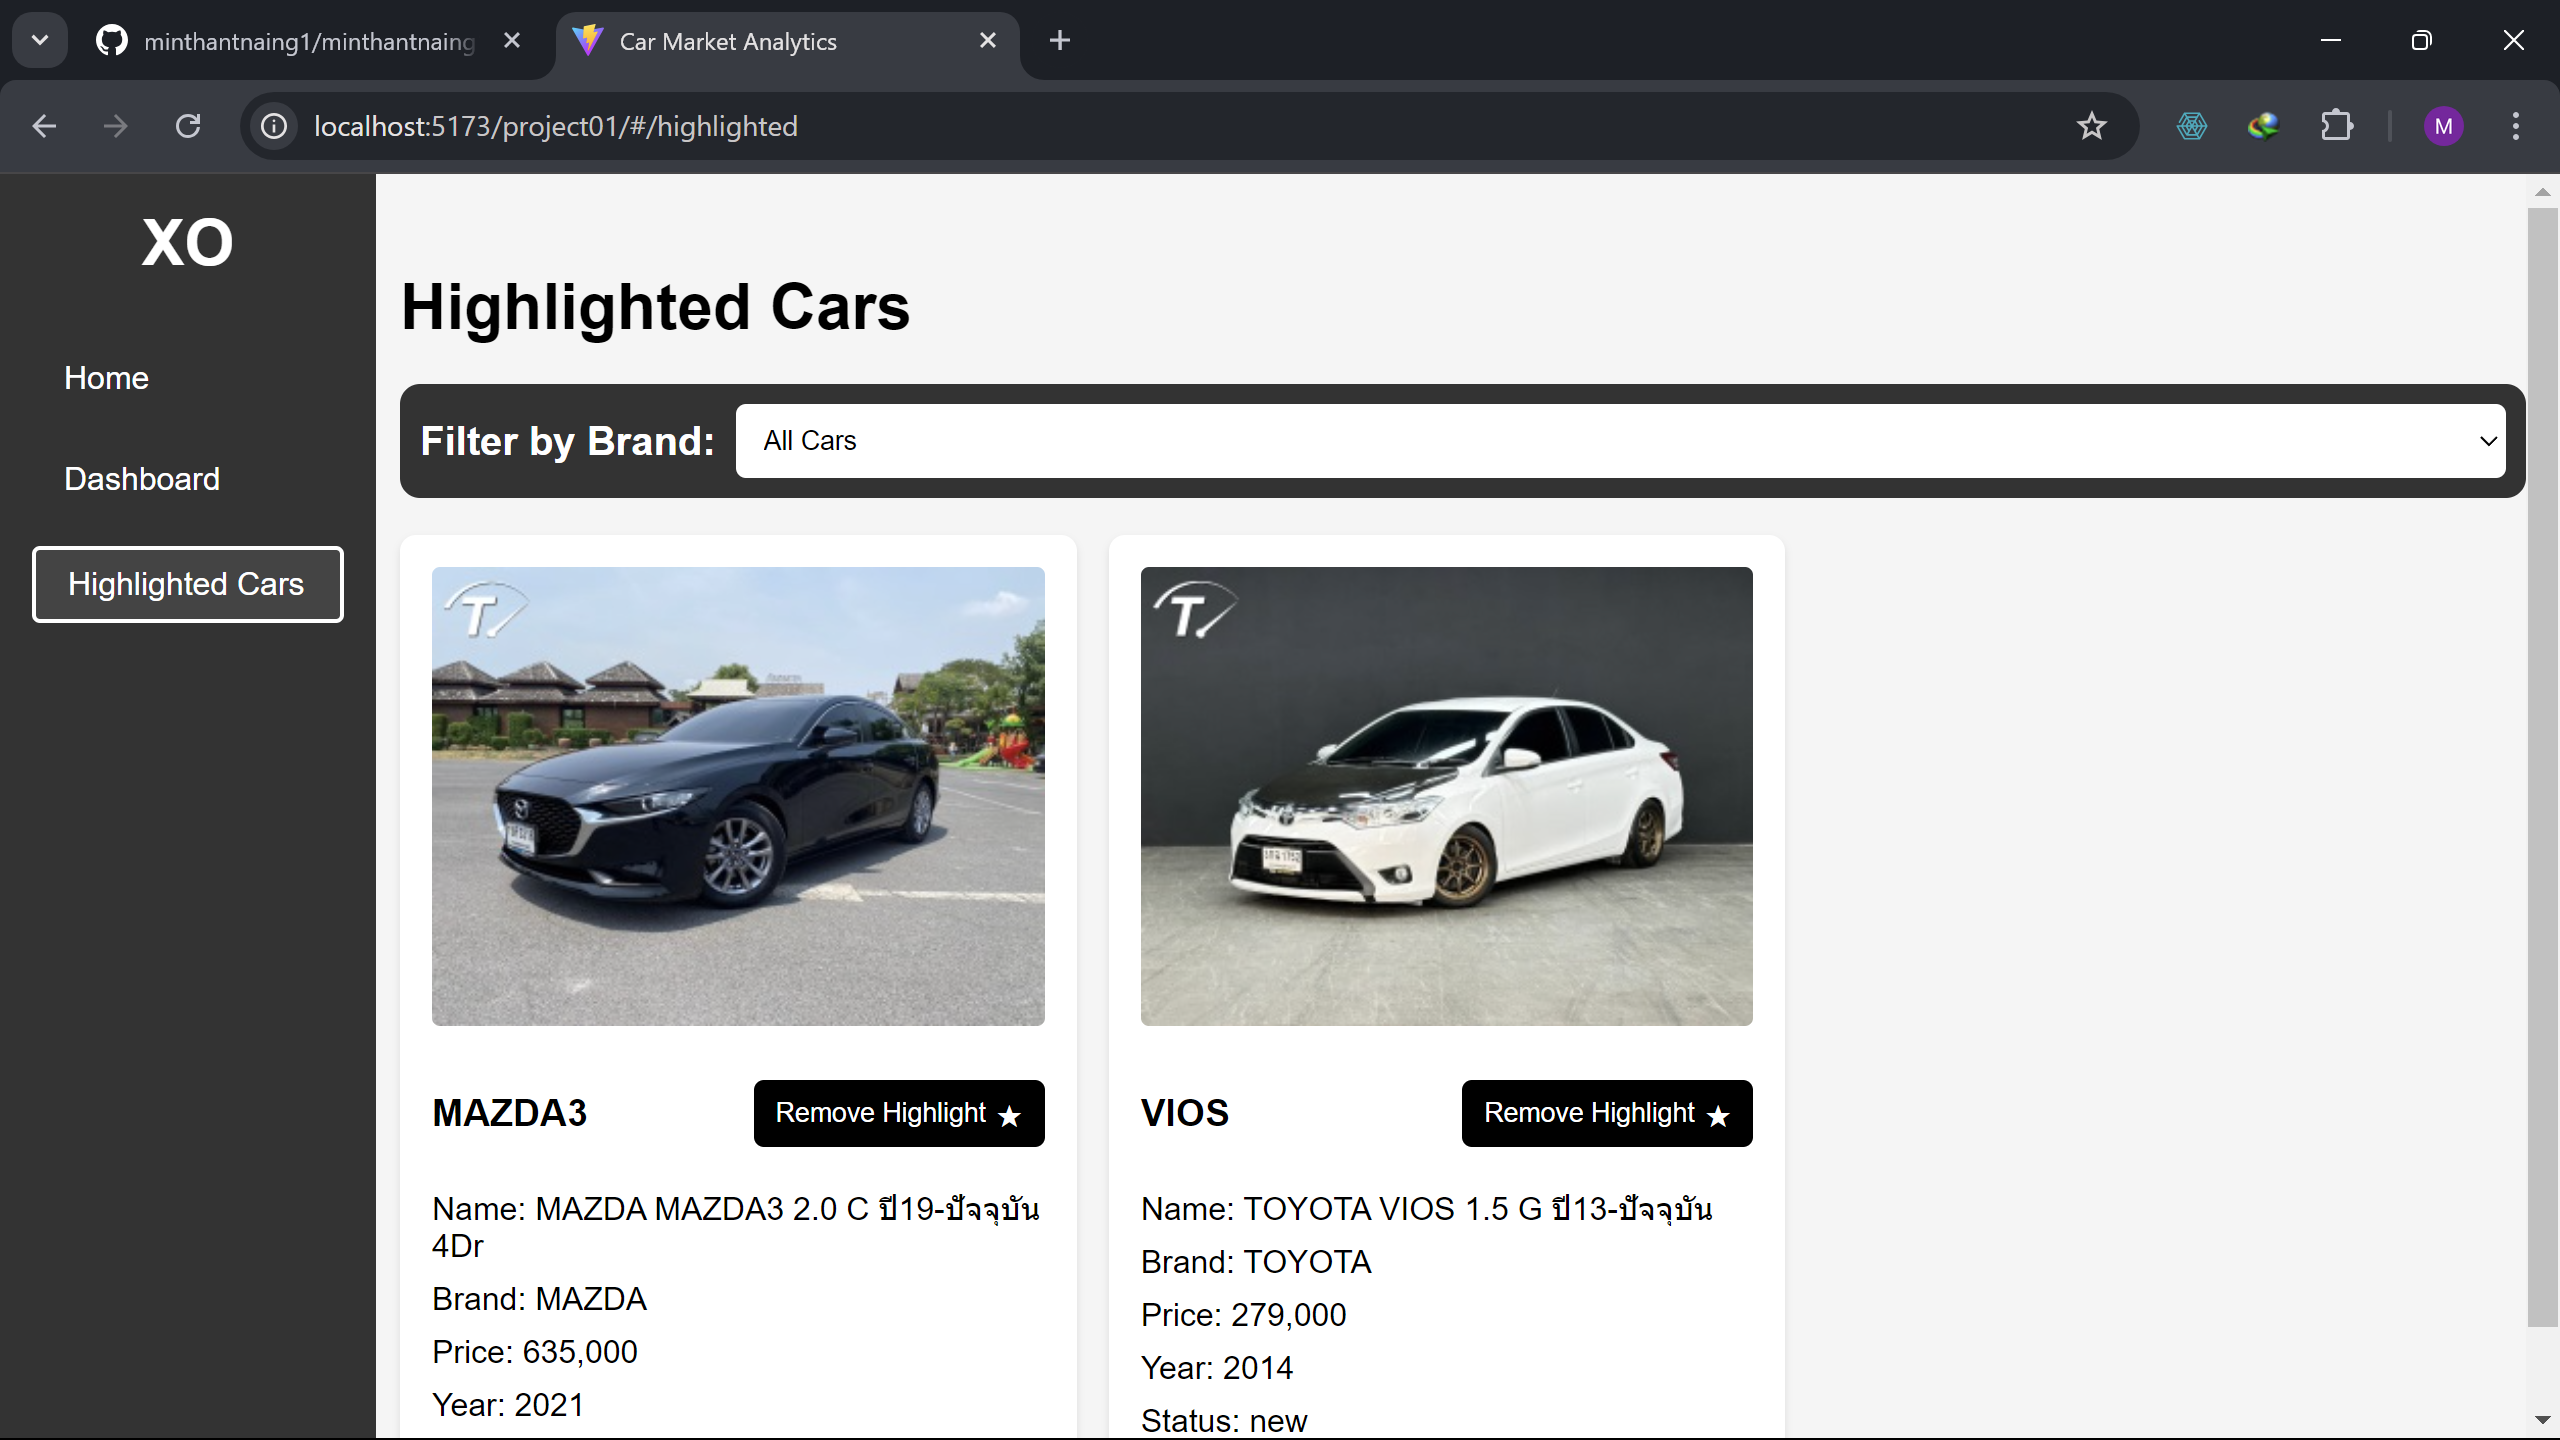 minthantnaing1/minthantnaing
Car Market Analytics
localhost:5173/project01/#/highlighted
M
XO
Home
Dashboard
Highlighted Cars
Highlighted Cars
Filter by Brand:
All Cars
T
MAZDA3
Remove Highlight ★
Name: MAZDA MAZDA3 2.0 C ปี19-ปัจจุบัน
4Dr
Brand: MAZDA
Price: 635,000
Year: 2021
T
VIOS
Remove Highlight ★
Name: TOYOTA VIOS 1.5 G ปี13-ปัจจุบัน
Brand: TOYOTA
Price: 279,000
Year: 2014
Status: new